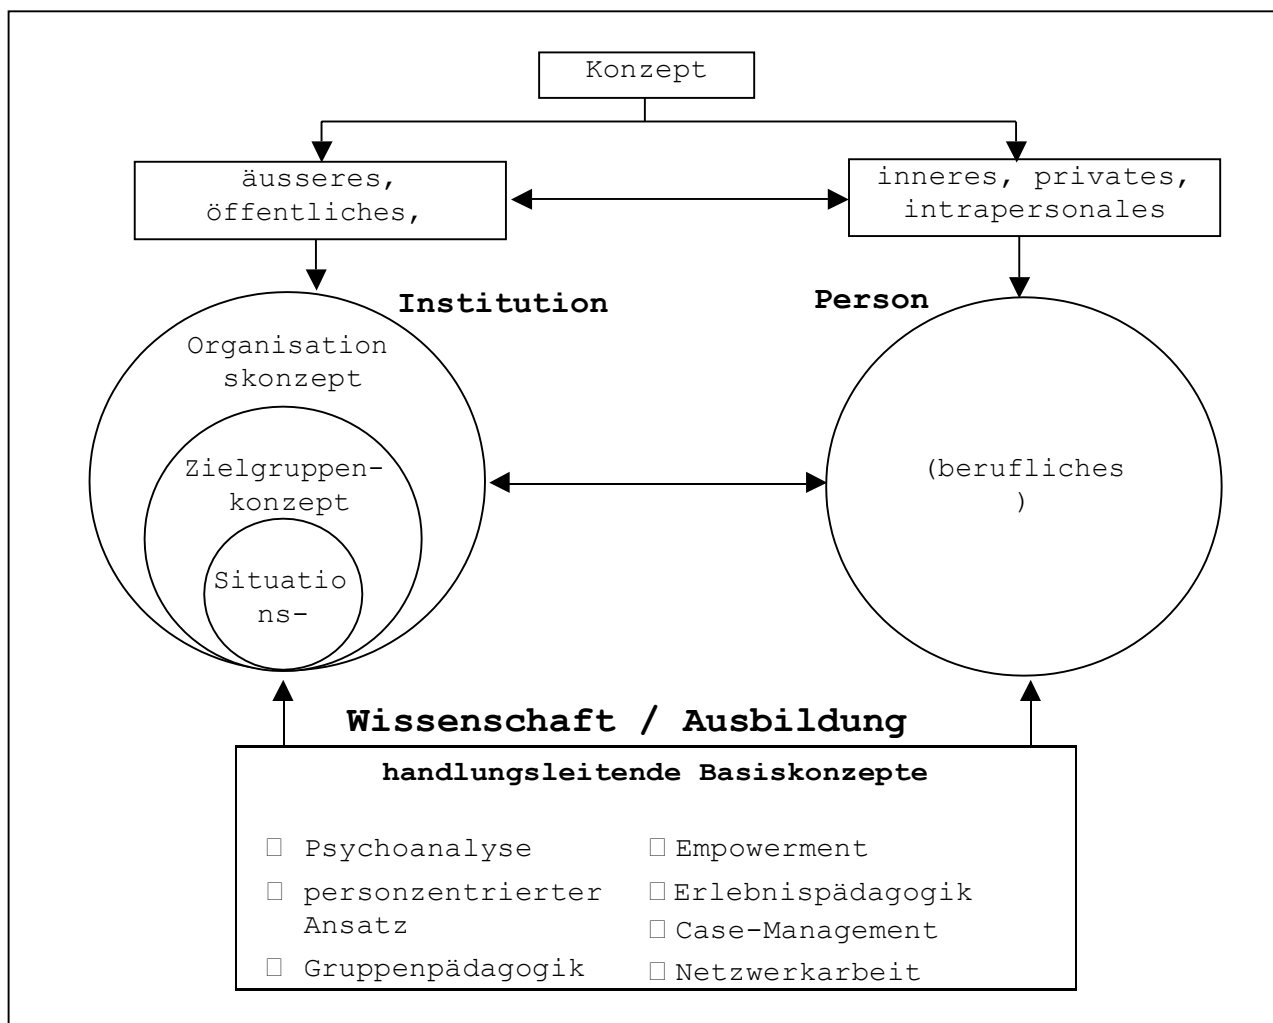 Konzept
äusseres,
öffentliches,
inneres, privates,
intrapersonales
Institution
Person
Organisation
skonzept
Zielgruppen-
konzept
Situatio
ns-
(berufliches
)
Wissenschaft / Ausbildung
handlungsleitende Basiskonzepte
□ Psychoanalyse
□ personzentrierter
Ansatz
□ Gruppenpädagogik
□ Empowerment
□ Erlebnispädagogik
□ Case-Management
□ Netzwerkarbeit